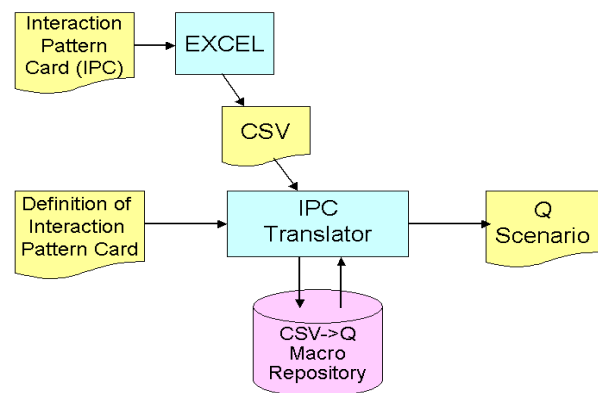 Interaction
Pattern
Card (IPC)
EXCEL
CSV
Definition of
Interaction
Pattern Card
IPC
Translator
Q
Scenario
CSV->Q
Macro
Repository